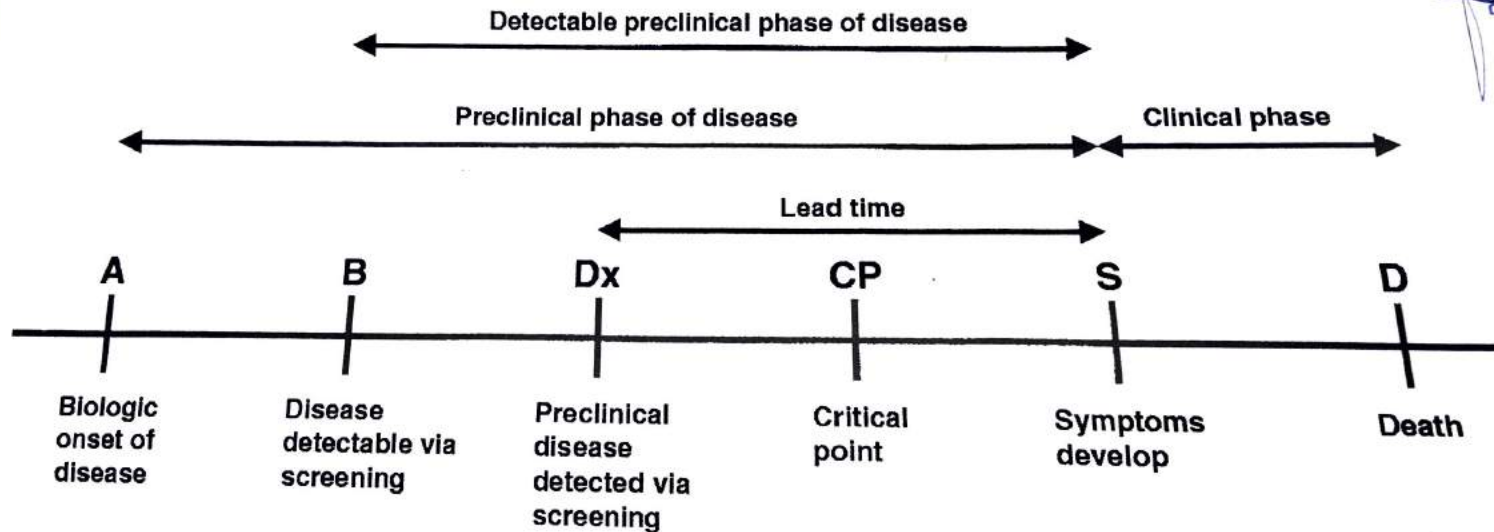 Detectable preclinical phase of disease
Preclinical phase of disease
Clinical phase
Lead time
A
B
Dx
CP
S
D
Biologic
onset of
disease
Disease
detectable via
screening
Preclinical
disease
detected via
screening
Critical
point
Symptoms
develop
Death